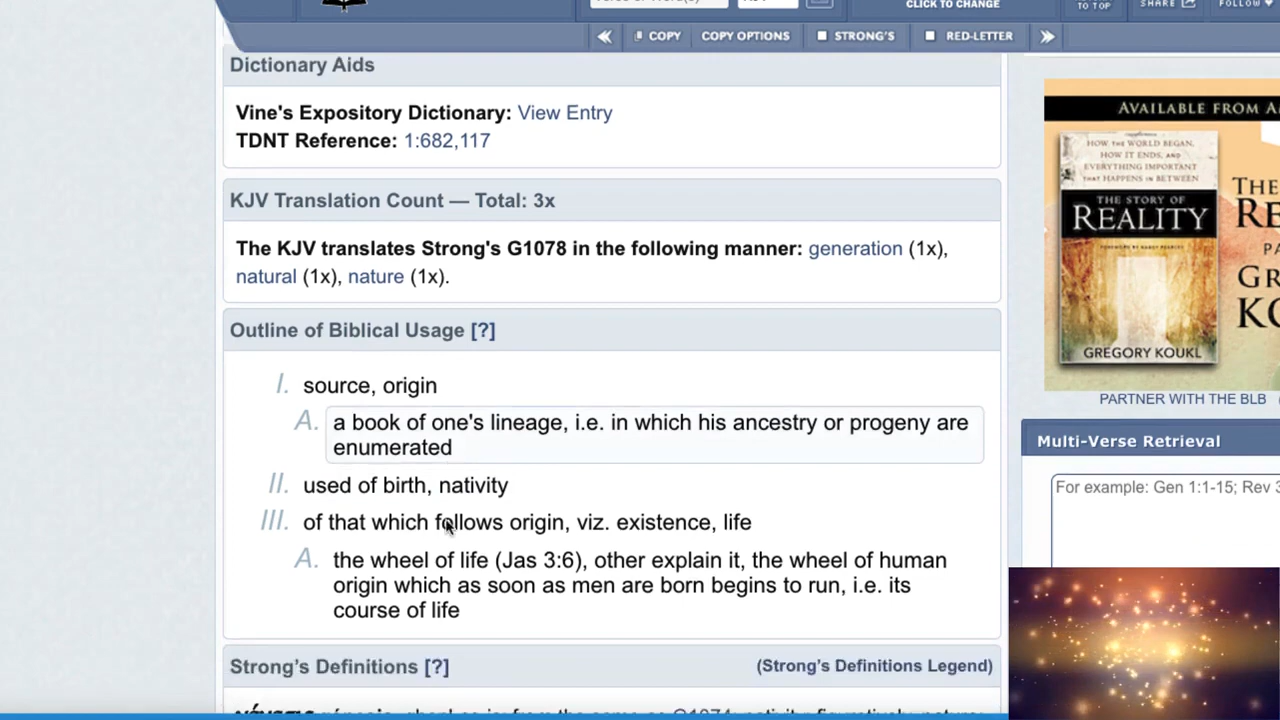 CLICK TO CHANGE
TO TOP
SHARE
FOLLOW
COPY
COPY OPTIONS
STRONG'S
RED-LETTER
Dictionary Aids
Vine's Expository Dictionary: View Entry
TDNT Reference: 1:682,117
KJV Translation Count — Total: 3x
The KJV translates Strong's G1078 in the following manner: generation (1x),
natural (1x), nature (1x).
Outline of Biblical Usage [?]
I. source, origin
A. a book of one's lineage, i.e. in which his ancestry or progeny are
enumerated
II. used of birth, nativity
III. of that which follows origin, viz. existence, life
A. the wheel of life (Jas 3:6), other explain it, the wheel of human
origin which as soon as men are born begins to run, i.e. its
course of life
Strong's Definitions [?]
(Strong's Definitions Legend)
AVAILABLE FROM
HOW THE WORLD BEGAN,
HOW IT ENDS, AND
EVERYTHING IMPORTANT
THAT HAPPENS IN BETWEEN
THE STORY OF
REALITY
GREGORY KOUKL
THE
PARTNER WITH THE BLB
Multi-Verse Retrieval
For example: Gen 1:1-15; Rev 3